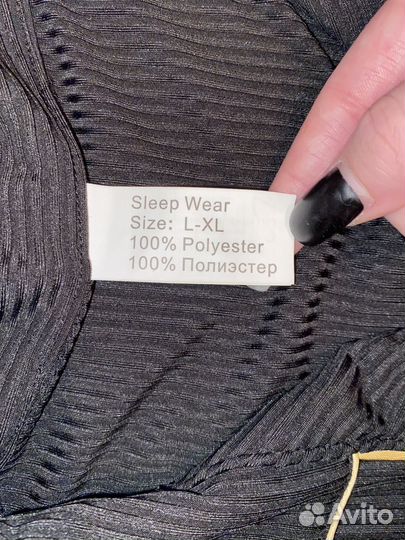 Sleep Wear
Size: L-XL
100% Polyester
100% Полиэстер
Avito